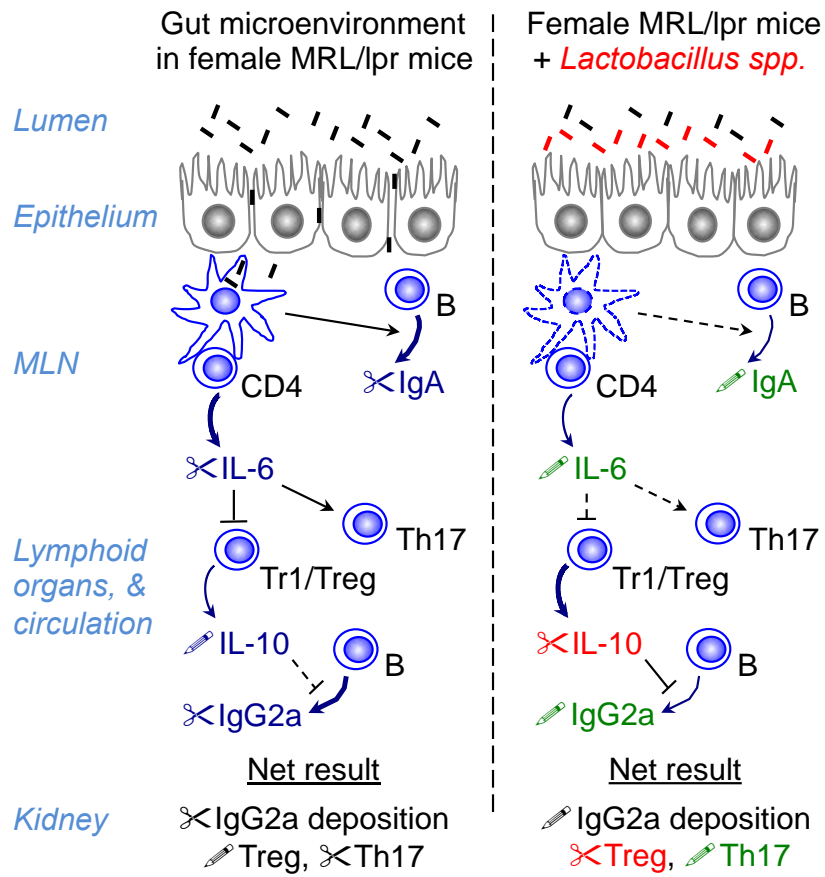 Gut microenvironment
in female MRL/lpr mice
Female MRL/lpr mice
+ Lactobacillus spp.
Lumen
Epithelium
MLN
Lymphoid
organs, &
circulation
Kidney
B
✂IgA
CD4
✂IL-6
Th17
Tr1/Treg
✏IL-10
B
✂IgG2a
Net result
✂IgG2a deposition
✏Treg, ✂Th17
B
✏IgA
CD4
✏IL-6
Th17
Tr1/Treg
✂IL-10
B
✏IgG2a
Net result
✏IgG2a deposition
✂Treg, ✏Th17